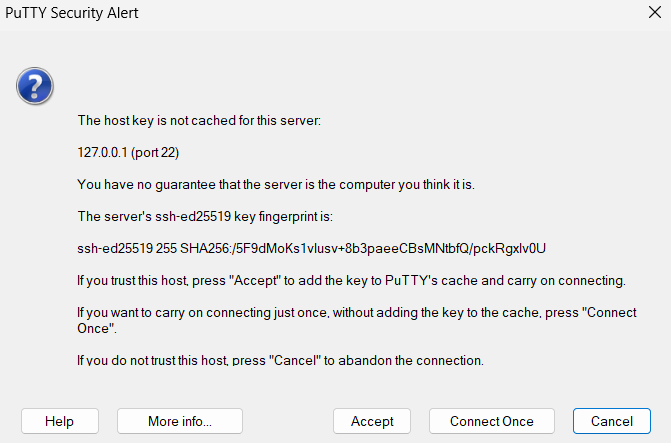 PuTTY Security Alert
The host key is not cached for this server:
127.0.0.1 (port 22)
You have no guarantee that the server is the computer you think it is.
The server's ssh-ed25519 key fingerprint is:
ssh-ed25519 255 SHA256:/5F9dMoKs1vlusv+8b3paeeCBsMNtbfQ/pckRgxlv0U
If you trust this host, press "Accept" to add the key to PuTTY's cache and carry on connecting.
If you want to carry on connecting just once, without adding the key to the cache, press "Connect
Once".
If you do not trust this host, press "Cancel" to abandon the connection.
Help
More info...
Accept
Connect Once
Cancel